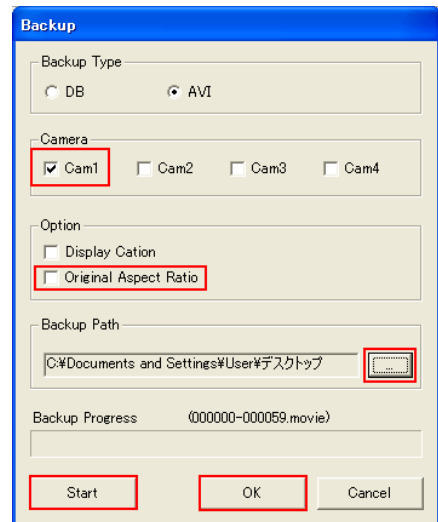 Backup
Backup Type
DB AVI
Camera
Cam1 Cam2 Cam3 Cam4
Option
Display Cation
Original Aspect Ratio
Backup Path
C:¥Documents and Settings¥User¥デスクトップ ...
Backup Progress (000000-000059.movie)
Start OK Cancel